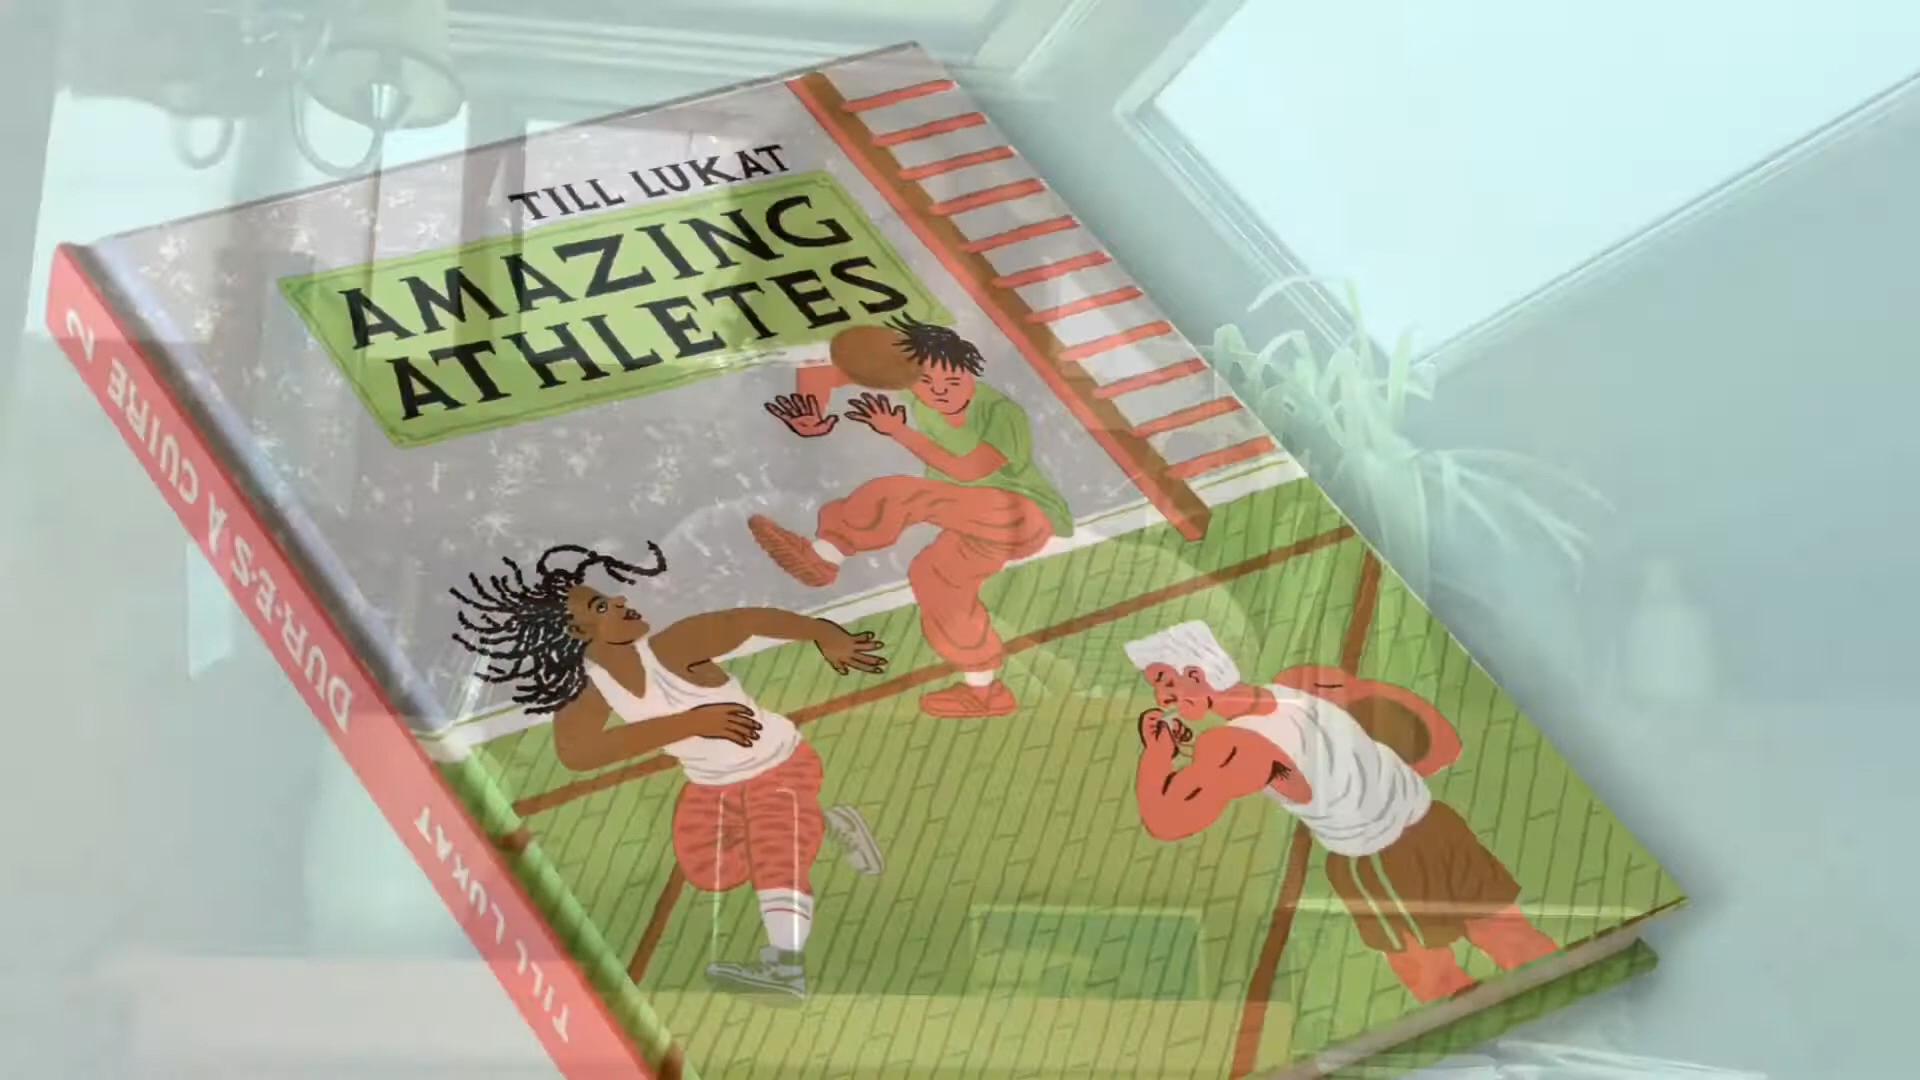 TILL LUKAT
AMAZING
ATHLETES
DUR·E·S À CUIRE 2
TILL LUKAT